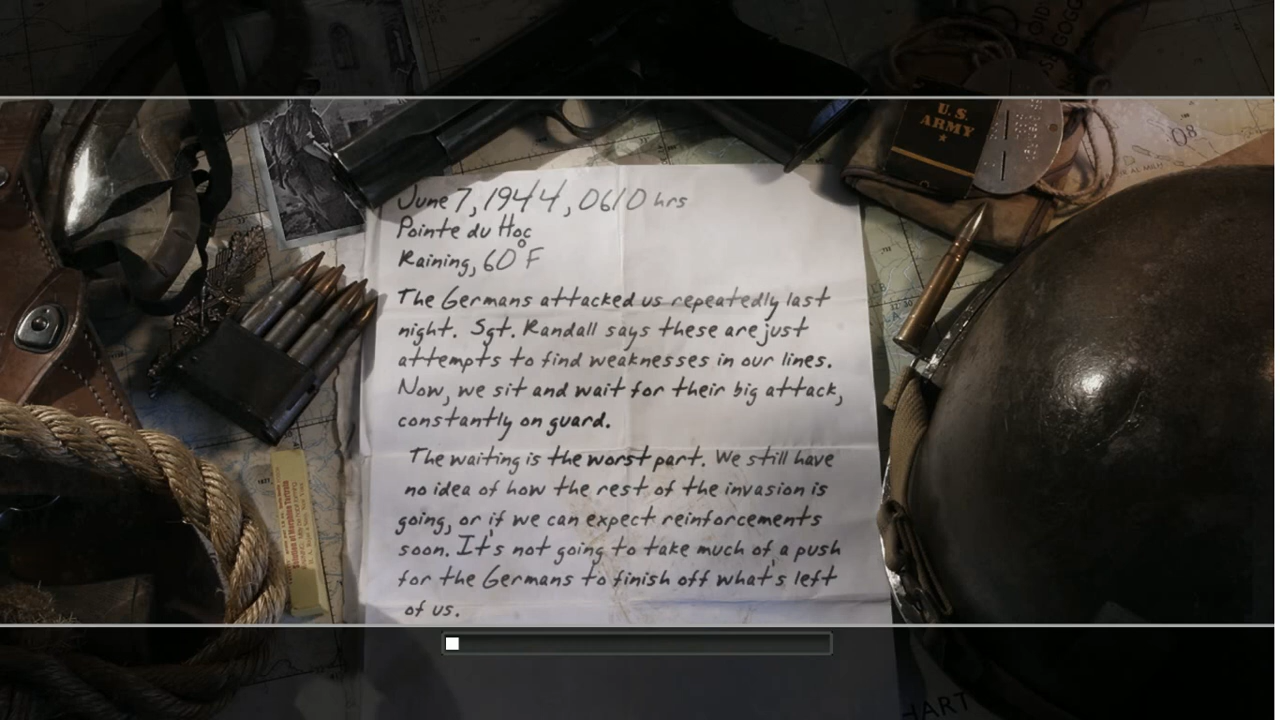 U.S.
ARMY
June 7, 1944, 0610 hrs
Pointe du Hoc
Raining, 60°F
The Germans attacked us repeatedly last
night. Sgt. Randall says these are just
attempts to find weaknesses in our lines.
Now, we sit and wait for their big attack,
constantly on guard.
The waiting is the worst part. We still have
no idea of how the rest of the invasion is
going, or if we can expect reinforcements
soon. It's not going to take much of a push
for the Germans to finish off what's left
of us.